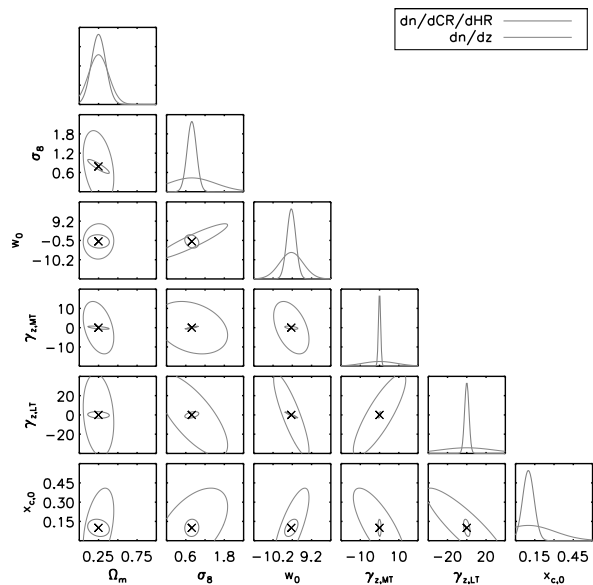 dn/dCR/dHR
dn/dz
σ8
1.8
1.2
0.6
w0
9.2
−0.5
−10.2
γz,MT
10
0
−10
γz,LT
20
0
−20
xc,0
0.45
0.30
0.15
0.25 0.75 0.6 1.8 −10.2 9.2 −10 10 −20 20 0.15 0.45
Ωm σ8 w0 γz,MT γz,LT xc,0